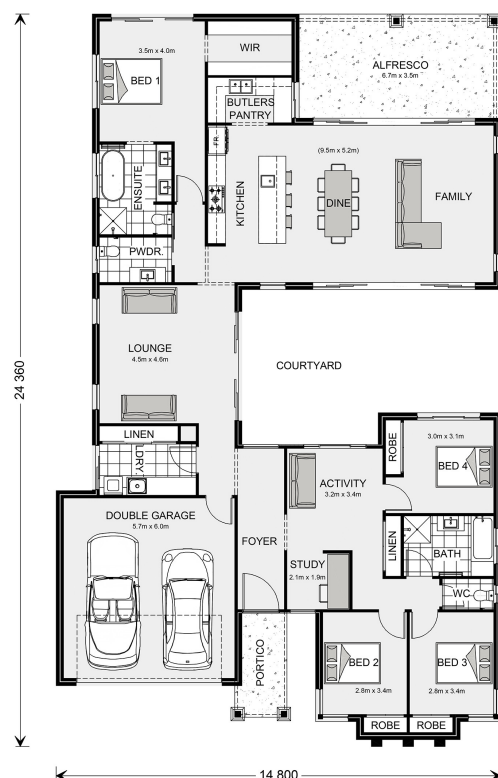 3.5m x 4.0m
BED 1
WIR
ALFRESCO
6.7m x 3.5m
BUTLERS
PANTRY
FR
ENSUITE
KITCHEN
(9.5m x 5.2m)
DINE
FAMILY
PWDR.
LOUNGE
4.5m x 4.6m
COURTYARD
24 360
LINEN
LDRY.
ROBE
3.0m x 3.1m
BED 4
ACTIVITY
3.2m x 3.4m
DOUBLE GARAGE
5.7m x 6.0m
FOYER
LINEN
BATH
STUDY
2.1m x 1.9m
WC
PORTICO
BED 2
2.8m x 3.4m
BED 3
2.8m x 3.4m
ROBE
ROBE
14 800